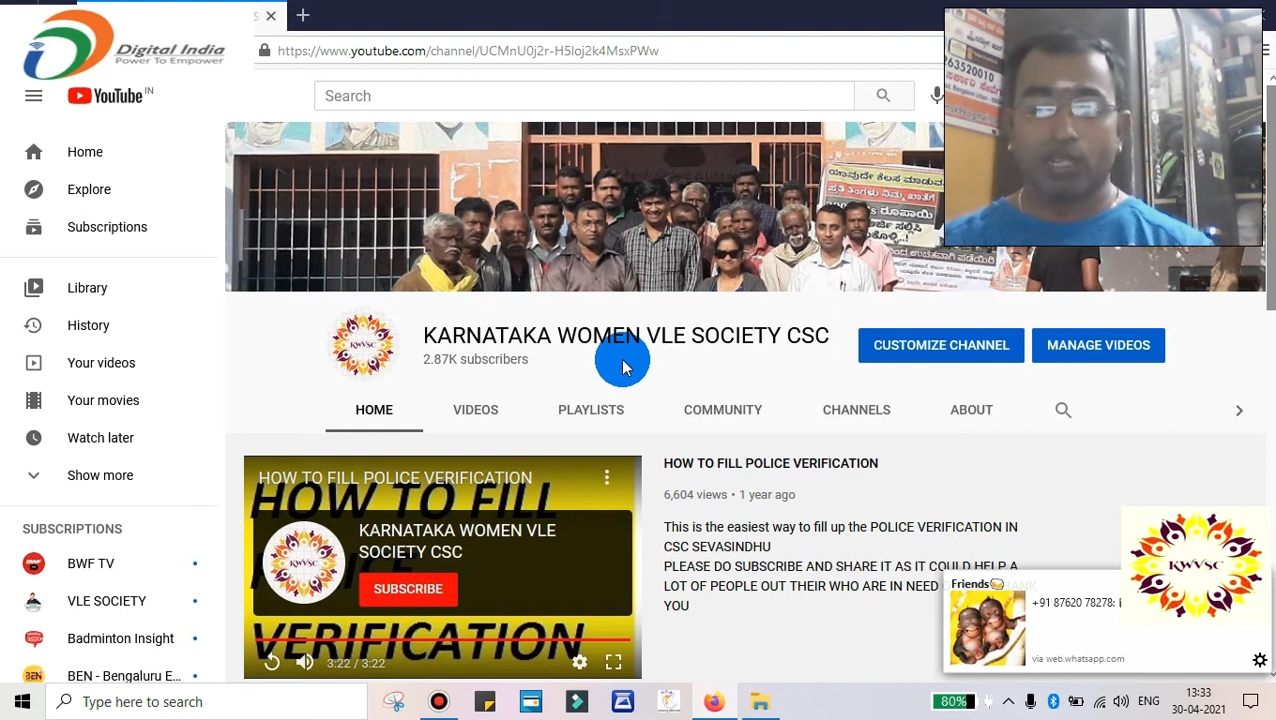 Digital India
Power To Empower
https://www.youtube.com/channel/UCMnU0j2r-H5Ioj2k4MsxPWw
YouTube IN
Search
263520010
Home
Explore
Subscriptions
Library
History
Your videos
Your movies
Watch later
Show more
SUBSCRIPTIONS
BWF TV
VLE SOCIETY
Badminton Insight
BEN - Bengaluru E...
ಯಾವುದೇ ಕೆಲಸ ಮಾಡುವ
KWVSC
KARNATAKA WOMEN VLE SOCIETY CSC
2.87K subscribers
CUSTOMIZE CHANNEL
MANAGE VIDEOS
HOME
VIDEOS
PLAYLISTS
COMMUNITY
CHANNELS
ABOUT
HOW TO FILL POLICE VERIFICATION
HOW TO FILL
KARNATAKA WOMEN VLE
SOCIETY CSC
SUBSCRIBE
VERIFICATION
3:22 / 3:22
HOW TO FILL POLICE VERIFICATION
6,604 views • 1 year ago
This is the easiest way to fill up the POLICE VERIFICATION IN
CSC SEVASINDHU
PLEASE DO SUBSCRIBE AND SHARE IT AS IT COULD HELP A
LOT OF PEOPLE OUT THEIR WHO ARE IN NEED
YOU
Friends
+91 87620 78278:
via web.whatsapp.com
KWVSC
Type here to search
80%
ENG
13:33
30-04-2021